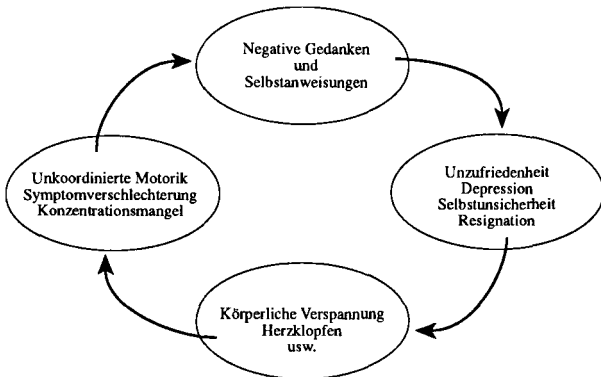 Negative Gedanken
und
Selbstanweisungen
Unzufriedenheit
Depression
Selbstunsicherheit
Resignation
Körperliche Verspannung
Herzklopfen
usw.
Unkoordinierte Motorik
Symptomverschlechterung
Konzentrationsmangel